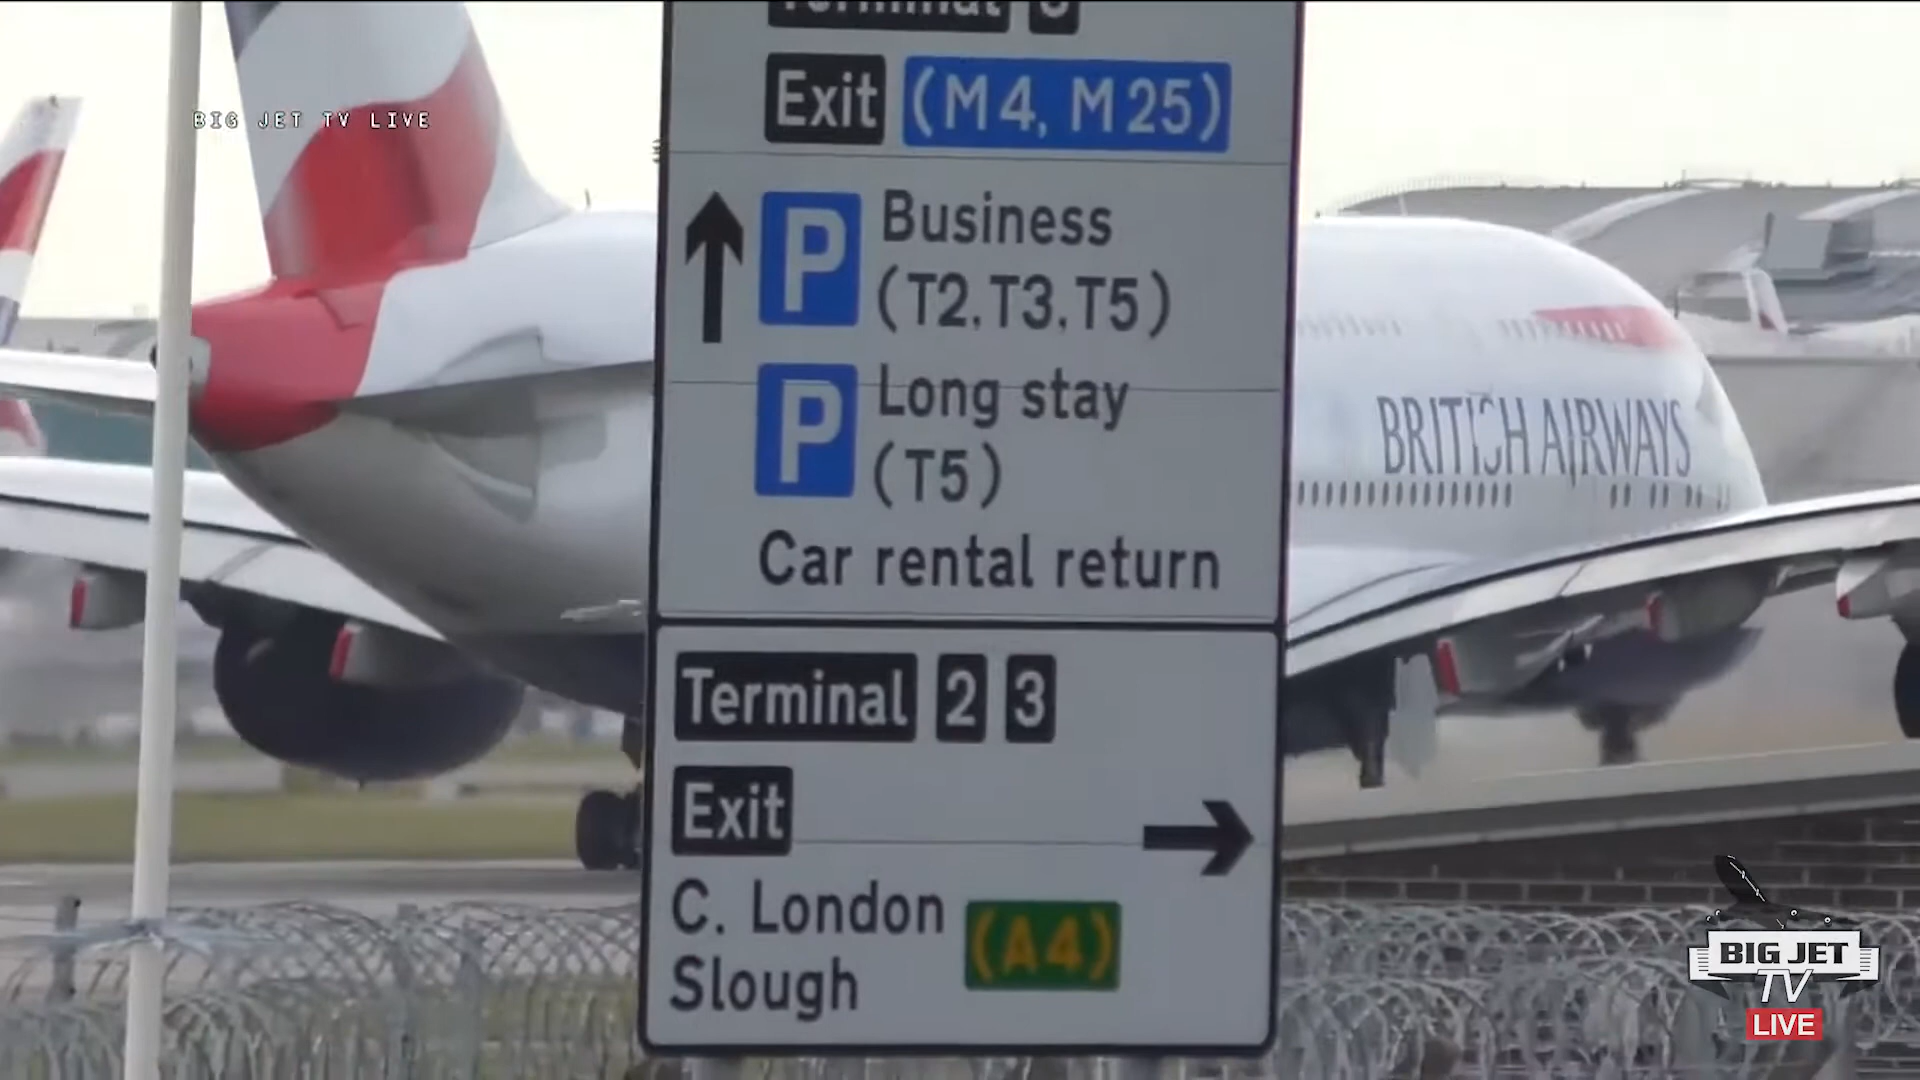 Terminal
Exit (M4, M25)
BIG JET TV LIVE
P Business
(T2,T3,T5)
P Long stay
(T5)
Car rental return
BRITISH AIRWAYS
Terminal 2 3
Exit
C. London (A4)
Slough
BIG JET
TV
LIVE